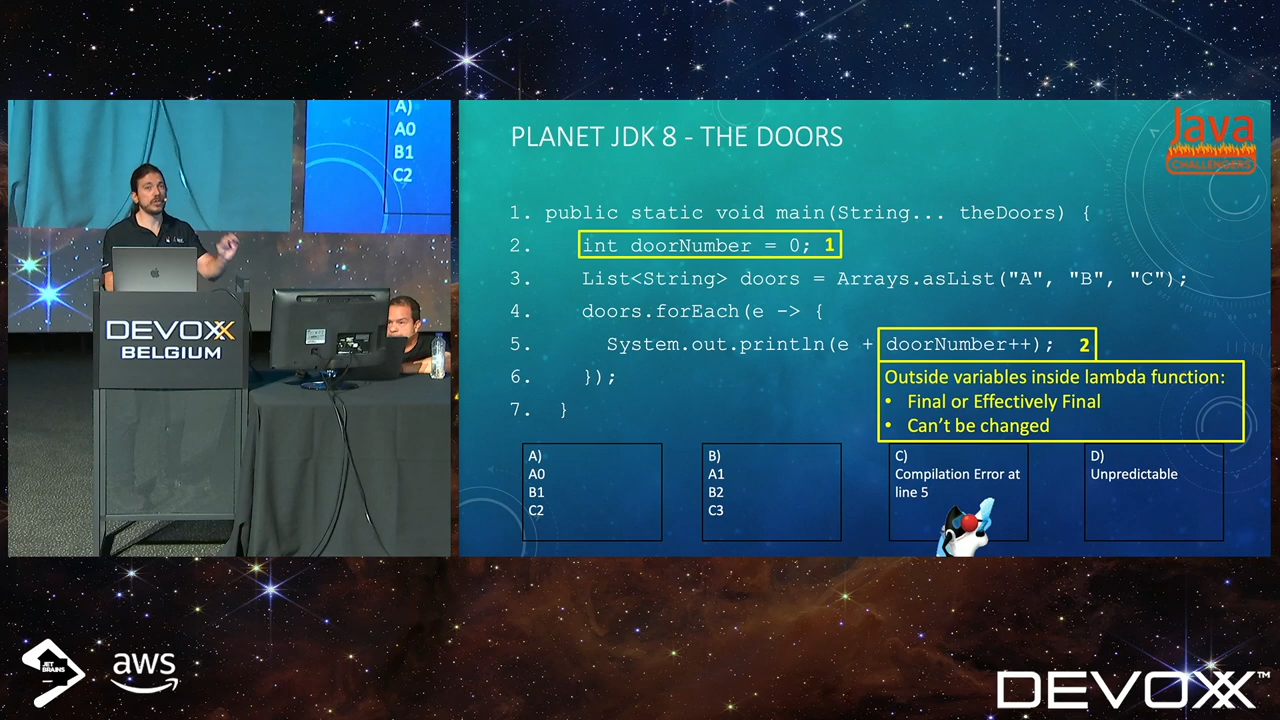 A)
A0
B1
C2
DEVOXX
BELGIUM
PLANET JDK 8 - THE DOORS
Java
CHALLENGERS
1. public static void main(String... theDoors) {
2. int doorNumber = 0; 1
3. List<String> doors = Arrays.asList("A", "B", "C");
4. doors.forEach(e -> {
5. System.out.println(e + doorNumber++); 2
6. });
7. }
Outside variables inside lambda function:
• Final or Effectively Final
• Can't be changed
A)
A0
B1
C2
B)
A1
B2
C3
C)
Compilation Error at
line 5
D)
Unpredictable
JET
BRAINS
aws
DEVOXX™